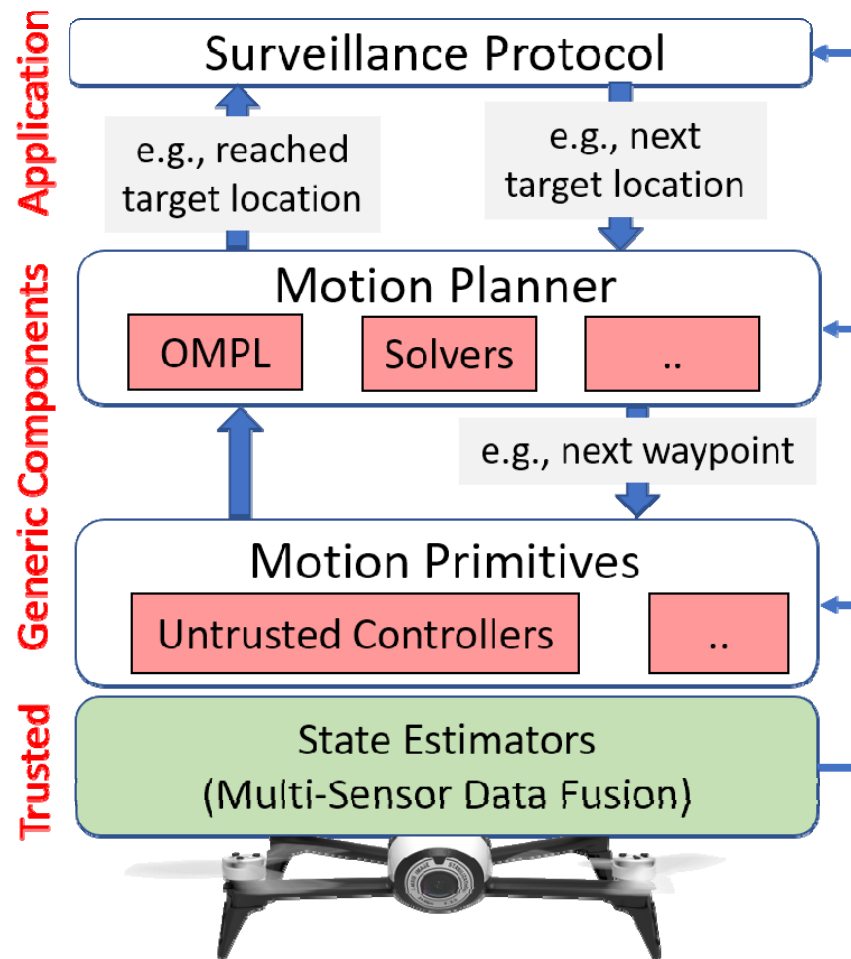 Application
Surveillance Protocol
e.g., reached
target location
e.g., next
target location
Generic Components
Motion Planner
OMPL
Solvers
..
e.g., next waypoint
Motion Primitives
Untrusted Controllers
..
Trusted
State Estimators
(Multi-Sensor Data Fusion)